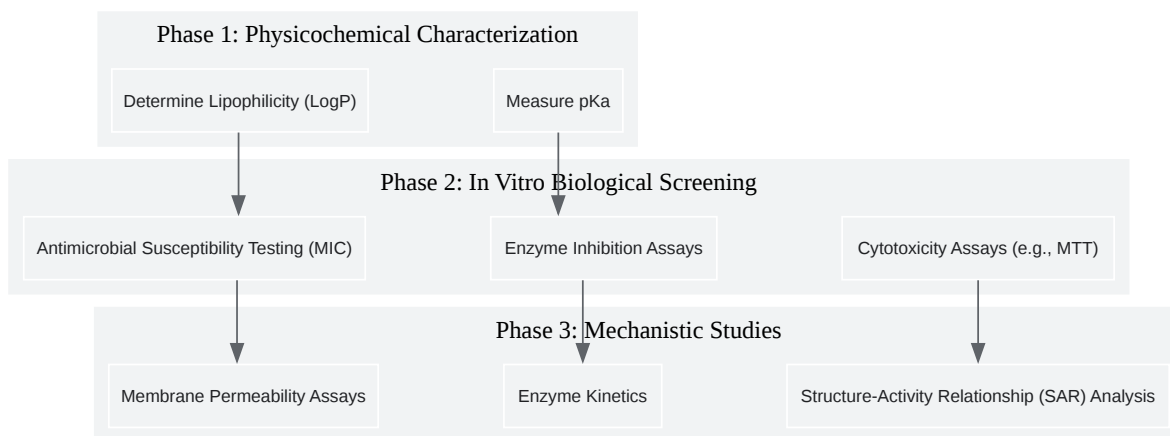 Phase 1: Physicochemical Characterization
Determine Lipophilicity (LogP)
Measure pKa
Phase 2: In Vitro Biological Screening
Antimicrobial Susceptibility Testing (MIC)
Enzyme Inhibition Assays
Cytotoxicity Assays (e.g., MTT)
Phase 3: Mechanistic Studies
Membrane Permeability Assays
Enzyme Kinetics
Structure-Activity Relationship (SAR) Analysis